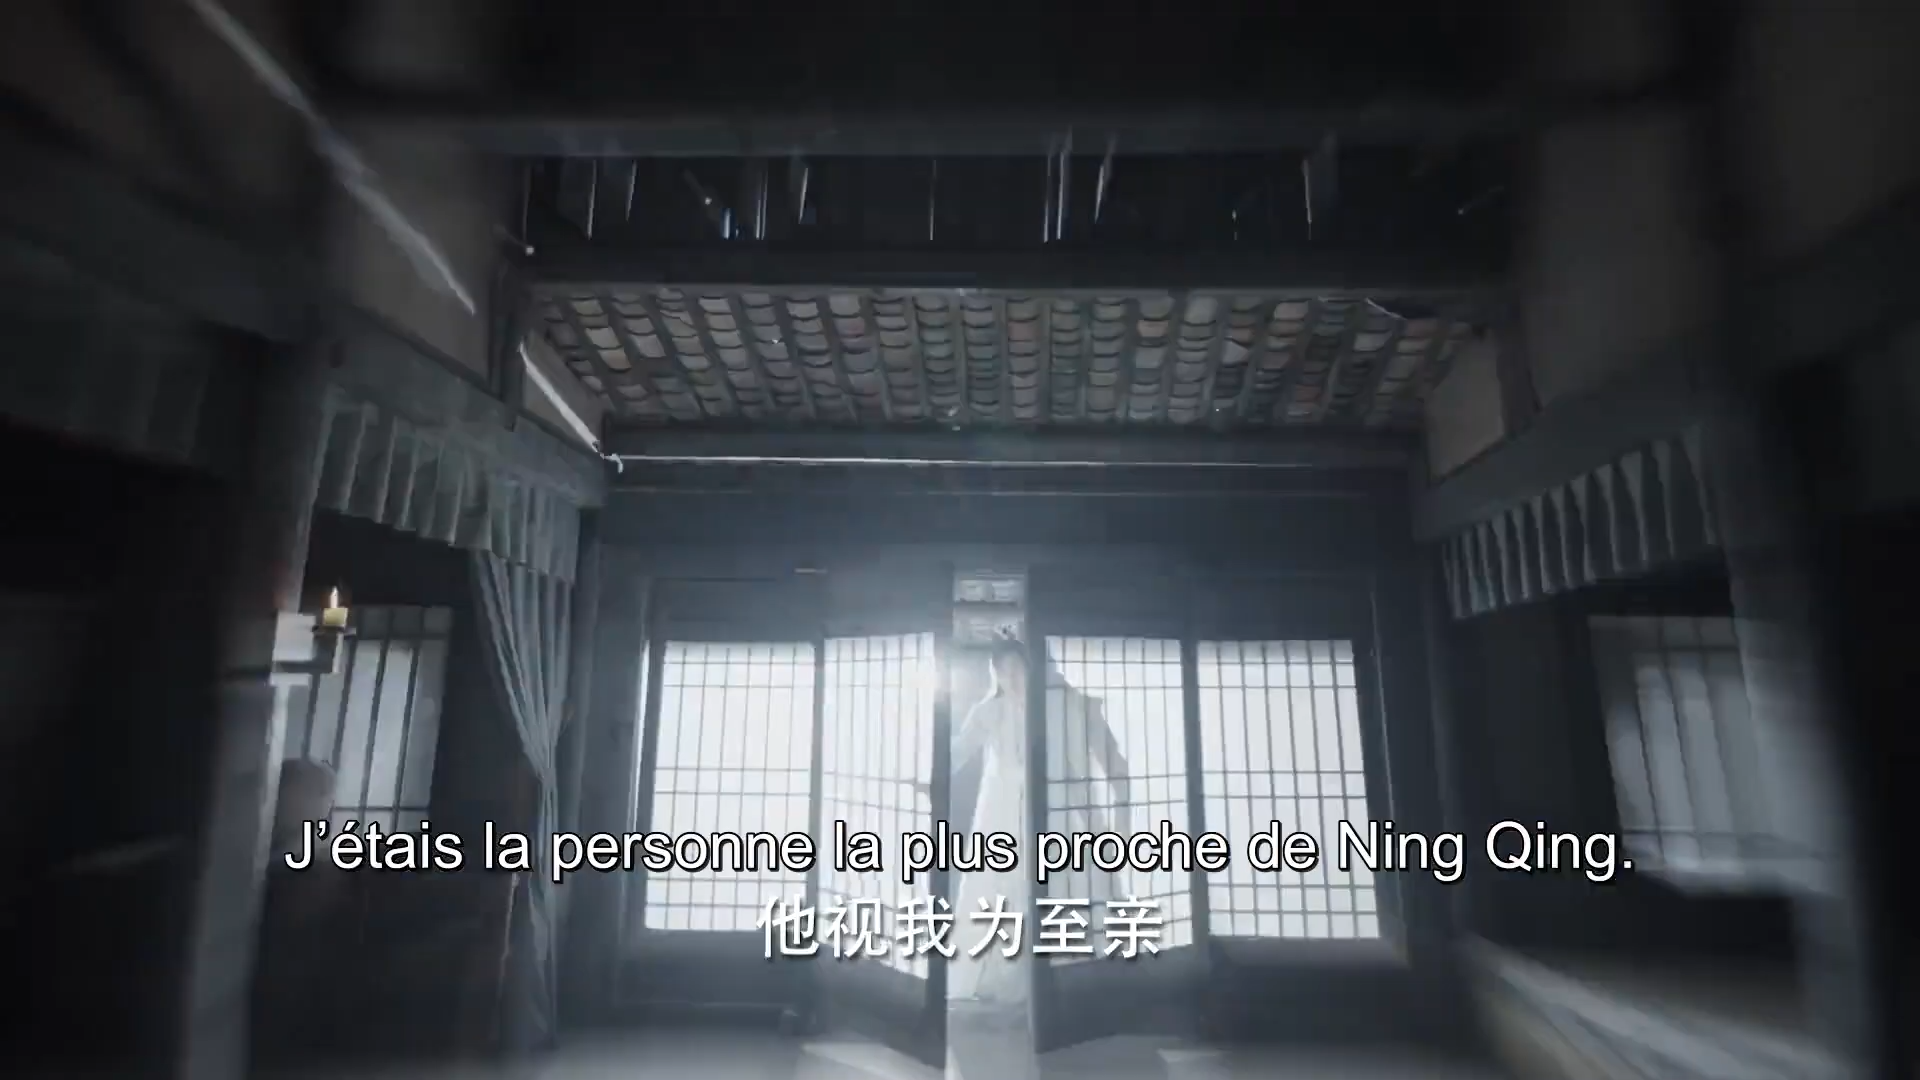 J’étais la personne la plus proche de Ning Qing.
他视我为至亲